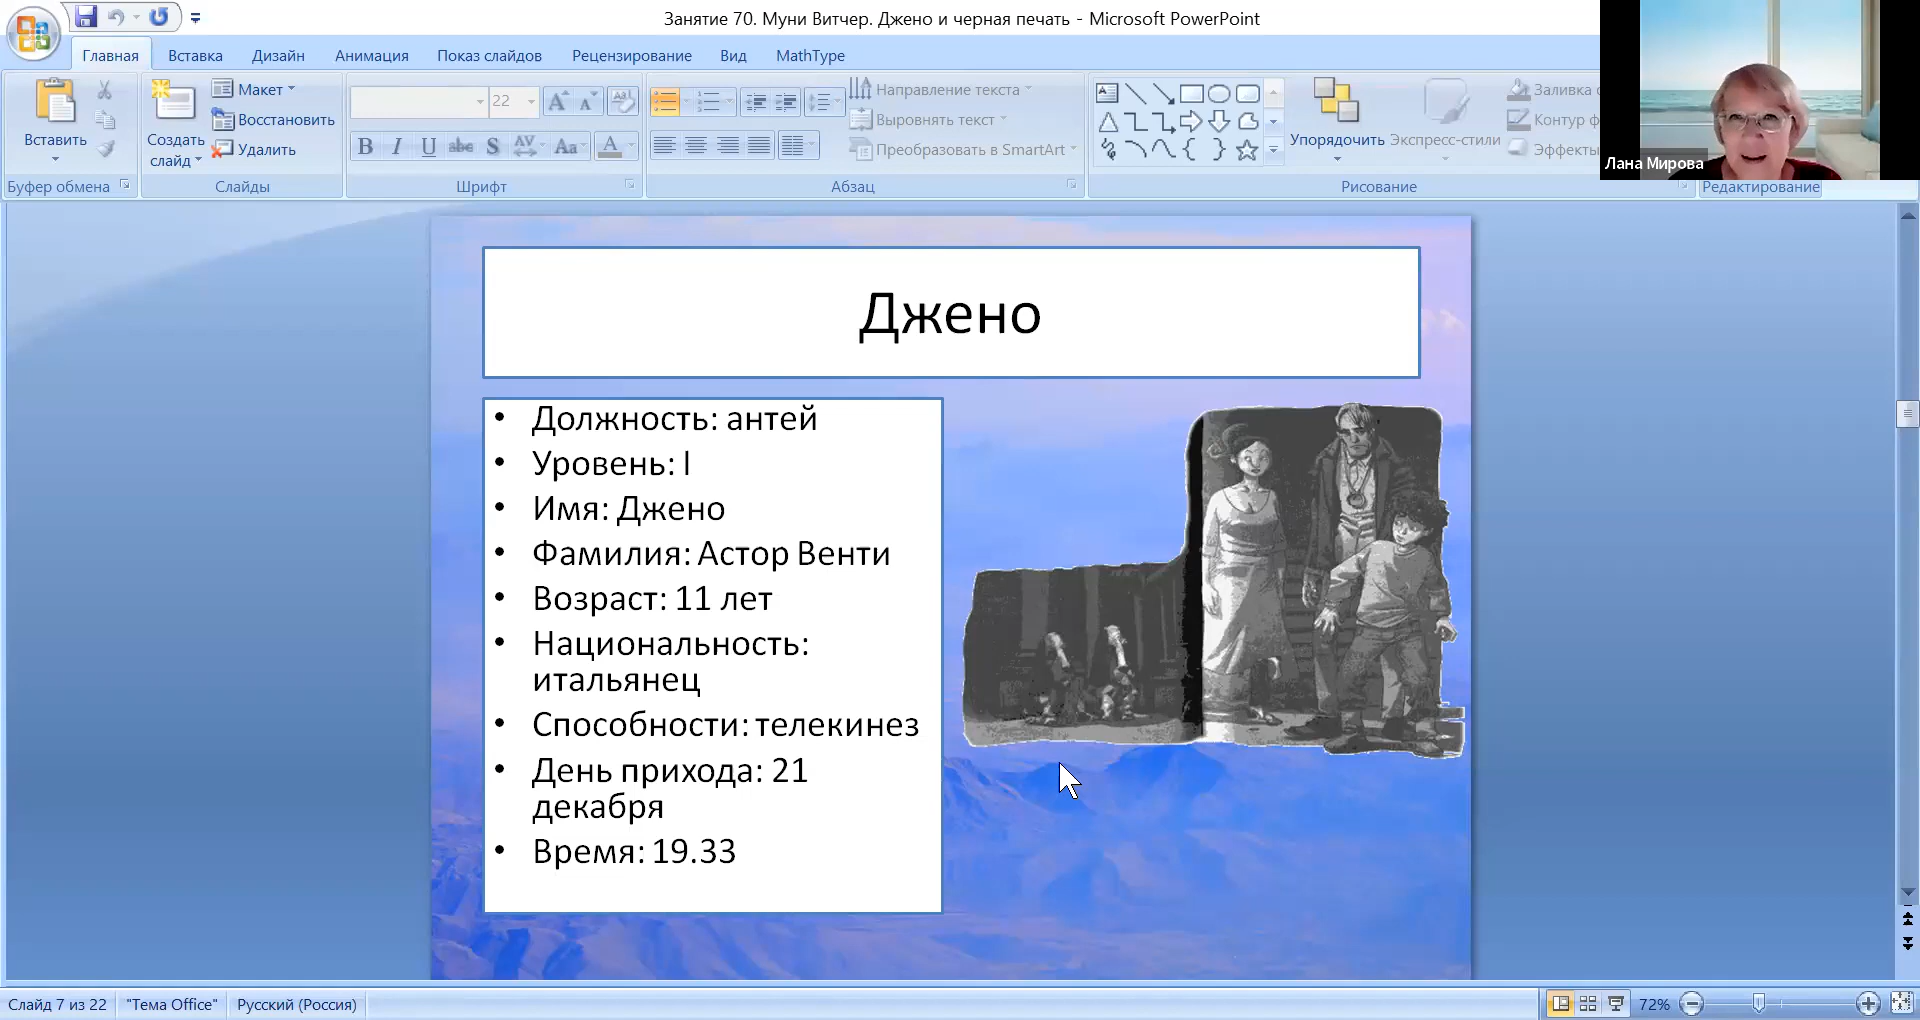 Занятие 70. Муни Витчер. Джено и черная печать - Microsoft PowerPoint
Главная Вставка Дизайн Анимация Показ слайдов Рецензирование Вид MathType
Вставить
Буфер обмена
Создать слайд
Макет
Восстановить
Удалить
Слайды
22
Шрифт
Направление текста
Выровнять текст
Преобразовать в SmartArt
Абзац
Упорядочить
Экспресс-стили
Заливка
Контур ф
Эффекты
Рисование
Редактирование
Лана Мирова
Джено
• Должность: антей
• Уровень: I
• Имя: Джено
• Фамилия: Астор Венти
• Возраст: 11 лет
• Национальность:
итальянец
• Способности: телекинез
• День прихода: 21
декабря
• Время: 19.33
Слайд 7 из 22 "Тема Office" Русский (Россия) 72%